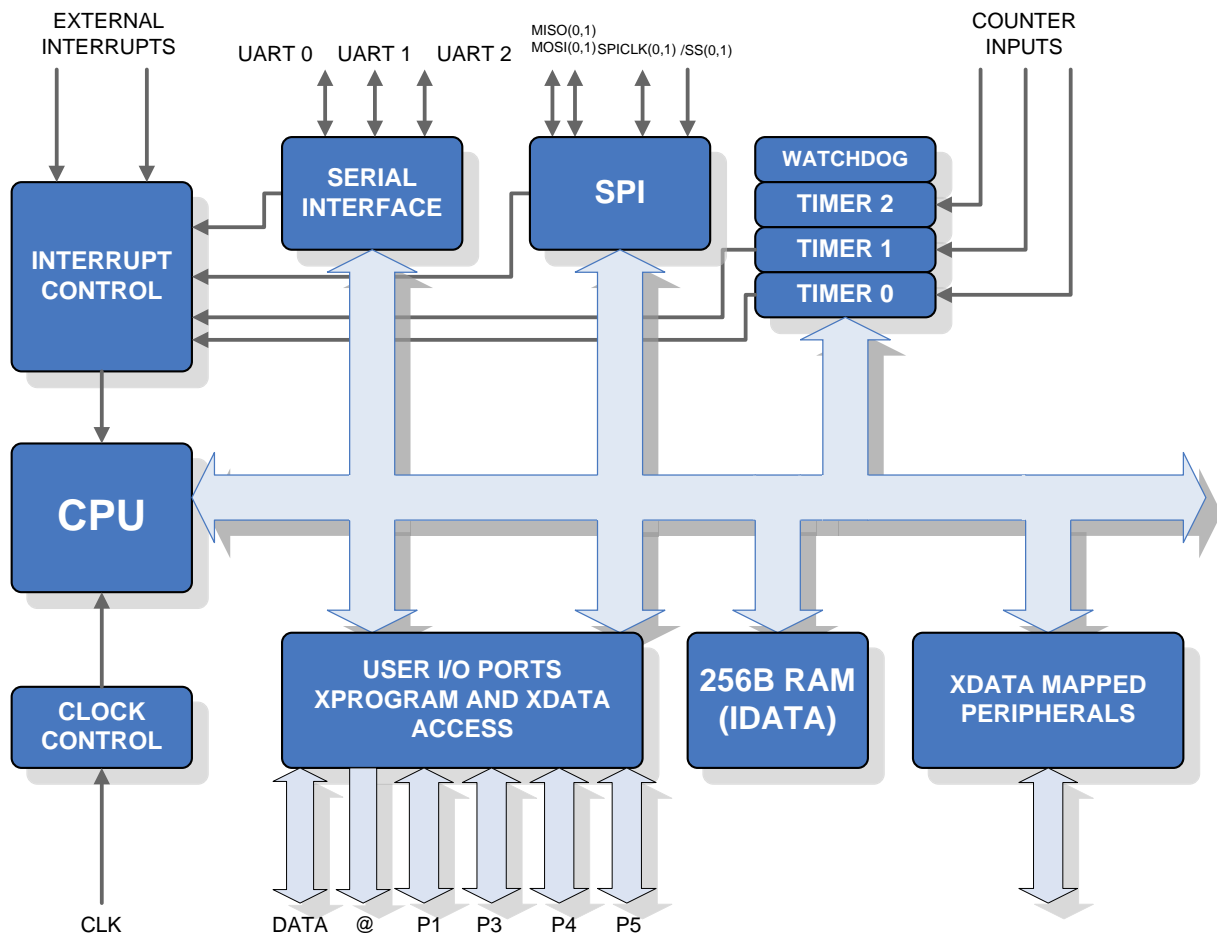 EXTERNAL
INTERRUPTS
UART 0 UART 1 UART 2
MISO(0,1)
MOSI(0,1) SPICLK(0,1) /SS(0,1)
COUNTER
INPUTS
SERIAL
INTERFACE
SPI
WATCHDOG
TIMER 2
TIMER 1
TIMER 0
INTERRUPT
CONTROL
CPU
CLOCK
CONTROL
USER I/O PORTS
XPROGRAM AND XDATA
ACCESS
256B RAM
(IDATA)
XDATA MAPPED
PERIPHERALS
CLK
DATA @ P1 P3 P4 P5